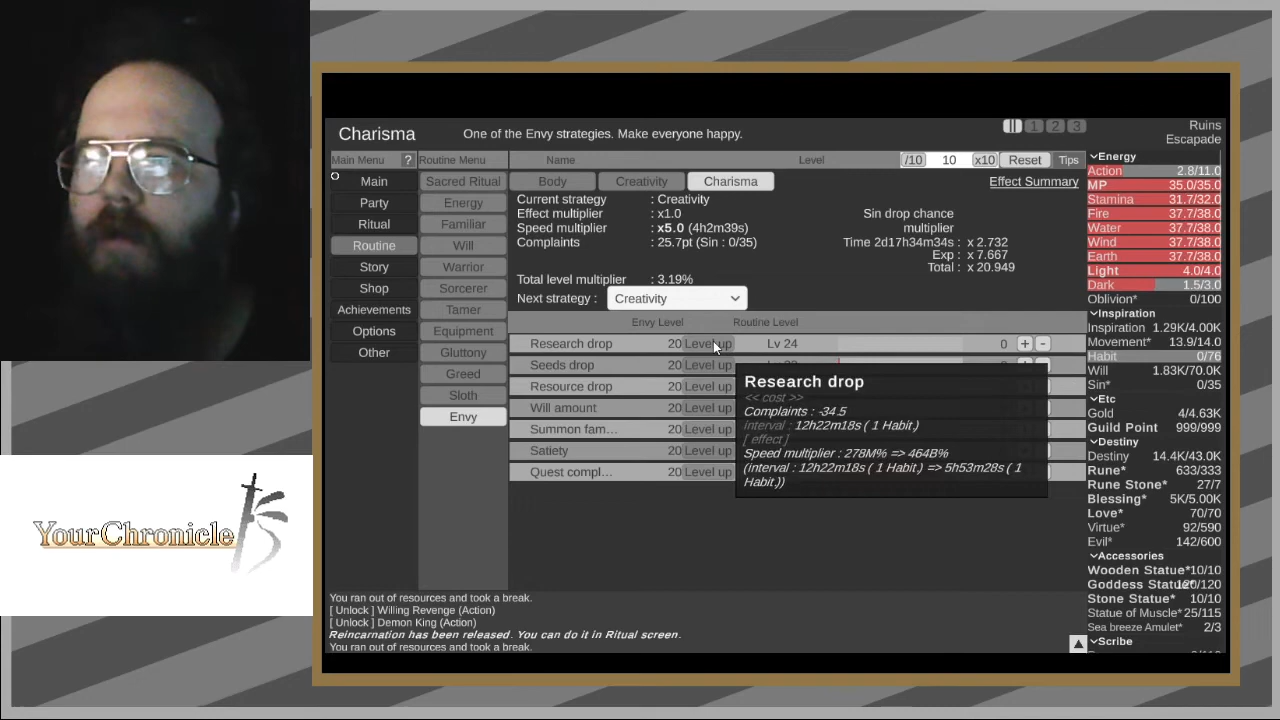 Charisma
One of the Envy strategies. Make everyone happy.
1 2 3
Ruins
Escapade
Main Menu ? Routine Menu Name Level /10 10 x10 Reset Tips
Main
Party
Ritual
Routine
Story
Shop
Achievements
Options
Other
Sacred Ritual
Energy
Familiar
Will
Warrior
Sorcerer
Tamer
Equipment
Gluttony
Greed
Sloth
Envy
Body Creativity Charisma Effect Summary
Current strategy : Creativity
Effect multiplier : x1.0
Speed multiplier : x5.0 (4h2m39s)
Complaints : 25.7pt (Sin : 0/35)
Total level multiplier : 3.19%
Next strategy : Creativity
Sin drop chance
multiplier
Time 2d17h34m34s : x 2.732
Exp : x 7.667
Total : x 20.949
Envy Level Routine Level
Research drop 20 Level up Lv 24 0 + -
Seeds drop 20 Level up
Resource drop 20 Level up
Will amount 20 Level up
Summon fam... 20 Level up
Satiety 20 Level up
Quest compl... 20 Level up
Research drop
<< cost >>
Complaints : -34.5
interval : 12h22m18s ( 1 Habit.)
[ effect ]
Speed multiplier : 278M% => 464B%
(interval : 12h22m18s ( 1 Habit.) => 5h53m28s ( 1
Habit.))
Energy
Action 2.8/11.0
MP 35.0/35.0
Stamina 31.7/32.0
Fire 37.7/38.0
Water 37.7/38.0
Wind 37.7/38.0
Earth 37.7/38.0
Light 4.0/4.0
Dark 1.5/3.0
Oblivion* 0/100
Inspiration
Inspiration 1.29K/4.00K
Movement* 13.9/14.0
Habit 0/76
Will 1.83K/70.0K
Sin* 0/35
Etc
Gold 4/4.63K
Guild Point 999/999
Destiny
Destiny 14.4K/43.0K
Rune* 633/333
Rune Stone* 27/7
Blessing* 5K/5.00K
Love* 70/70
Virtue* 92/590
Evil* 142/600
Accessories
Wooden Statue* 10/10
Goddess Statue* 120/120
Stone Statue* 10/10
Statue of Muscle* 25/115
Sea breeze Amulet* 2/3
Scribe
You ran out of resources and took a break.
[ Unlock ] Willing Revenge (Action)
[ Unlock ] Demon King (Action)
Reincarnation has been released. You can do it in Ritual screen.
You ran out of resources and took a break.
YourChronicle